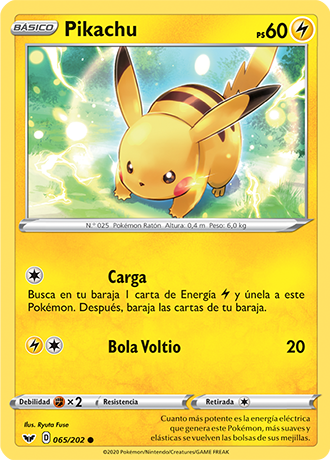 BÁSICO Pikachu PS60
N.º 025 Pokémon Ratón Altura: 0,4 m. Peso: 6,0 kg
Carga
Busca en tu baraja 1 carta de Energía y únela a este
Pokémon. Después, baraja las cartas de tu baraja.
Bola Voltio 20
Debilidad ×2 Resistencia Retirada
Ilus. Ryuta Fuse
Cuanto más potente es la energía eléctrica
que genera este Pokémon, más suaves y
elásticas se vuelven las bolsas de sus mejillas.
D 065/202
©2020 Pokémon/Nintendo/Creatures/GAME FREAK